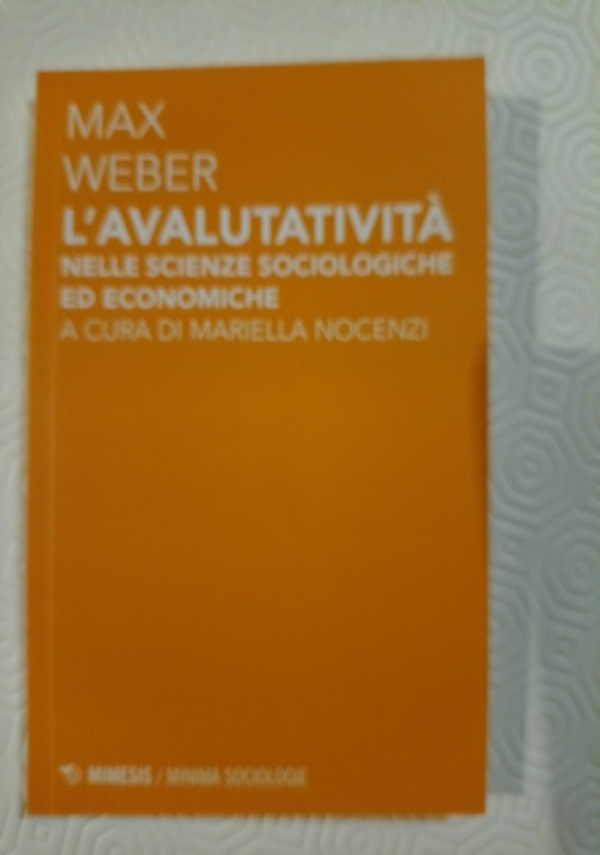 MAX
WEBER
L'AVALUTATIVITÀ
NELLE SCIENZE SOCIOLOGICHE
ED ECONOMICHE
A CURA DI MARIELLA NOCENZI
MIMESIS / MINIMA SOCIOLOGIE